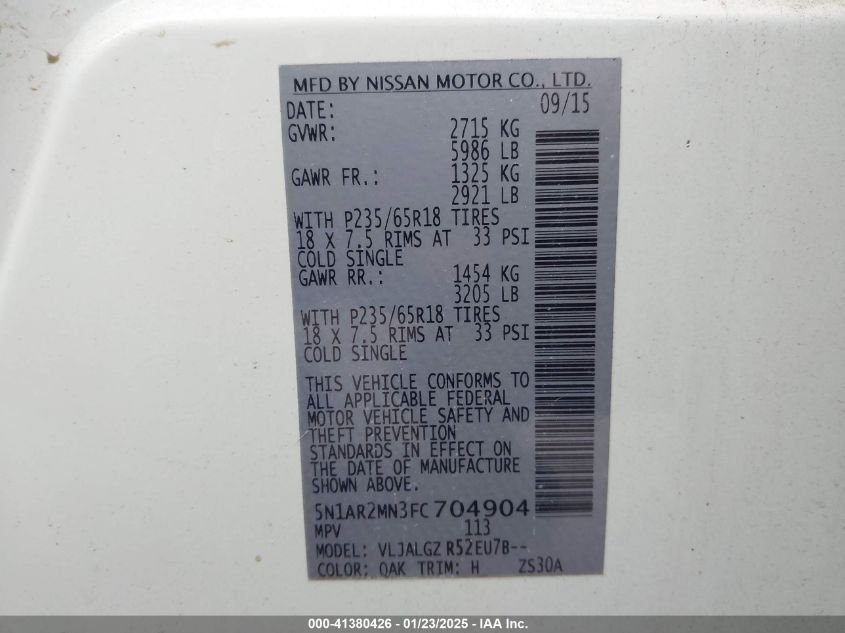 MFD BY NISSAN MOTOR CO., LTD.
DATE: 09/15
GVWR: 2715 KG
5986 LB
GAWR FR.: 1325 KG
2921 LB
WITH P235/65R18 TIRES
18 X 7.5 RIMS AT 33 PSI
COLD SINGLE
GAWR RR.: 1454 KG
3205 LB
WITH P235/65R18 TIRES
18 X 7.5 RIMS AT 33 PSI
COLD SINGLE
THIS VEHICLE CONFORMS TO
ALL APPLICABLE FEDERAL
MOTOR VEHICLE SAFETY AND
THEFT PREVENTION
STANDARDS IN EFFECT ON
THE DATE OF MANUFACTURE
SHOWN ABOVE.
5N1AR2MN3FC704904
MPV 113
MODEL: VLJALGZ R52EU7B--
COLOR: QAK TRIM: H ZS30A
000-41380426 - 01/23/2025 - IAA Inc.